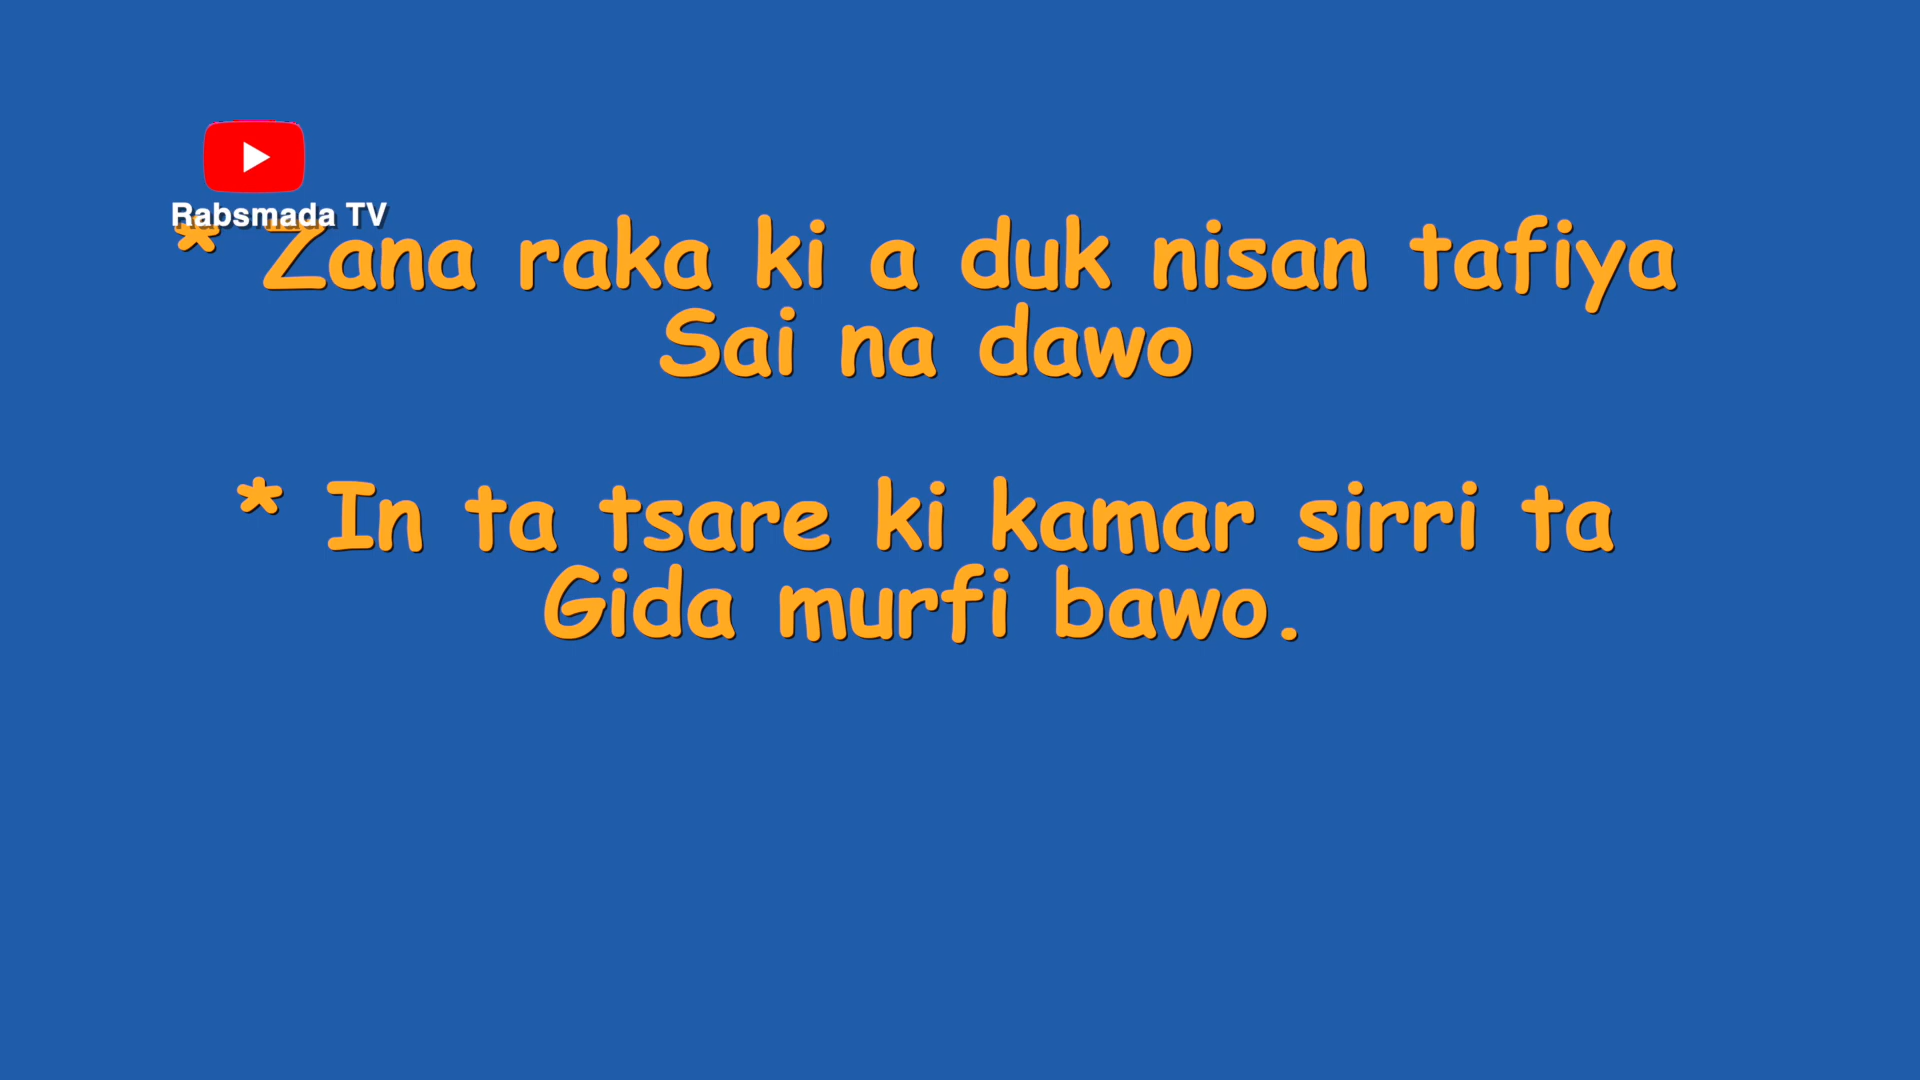 Rabsmada TV
* Zana raka ki a duk nisan tafiya
Sai na dawo
* In ta tsare ki kamar sirri ta
Gida murfi bawo.